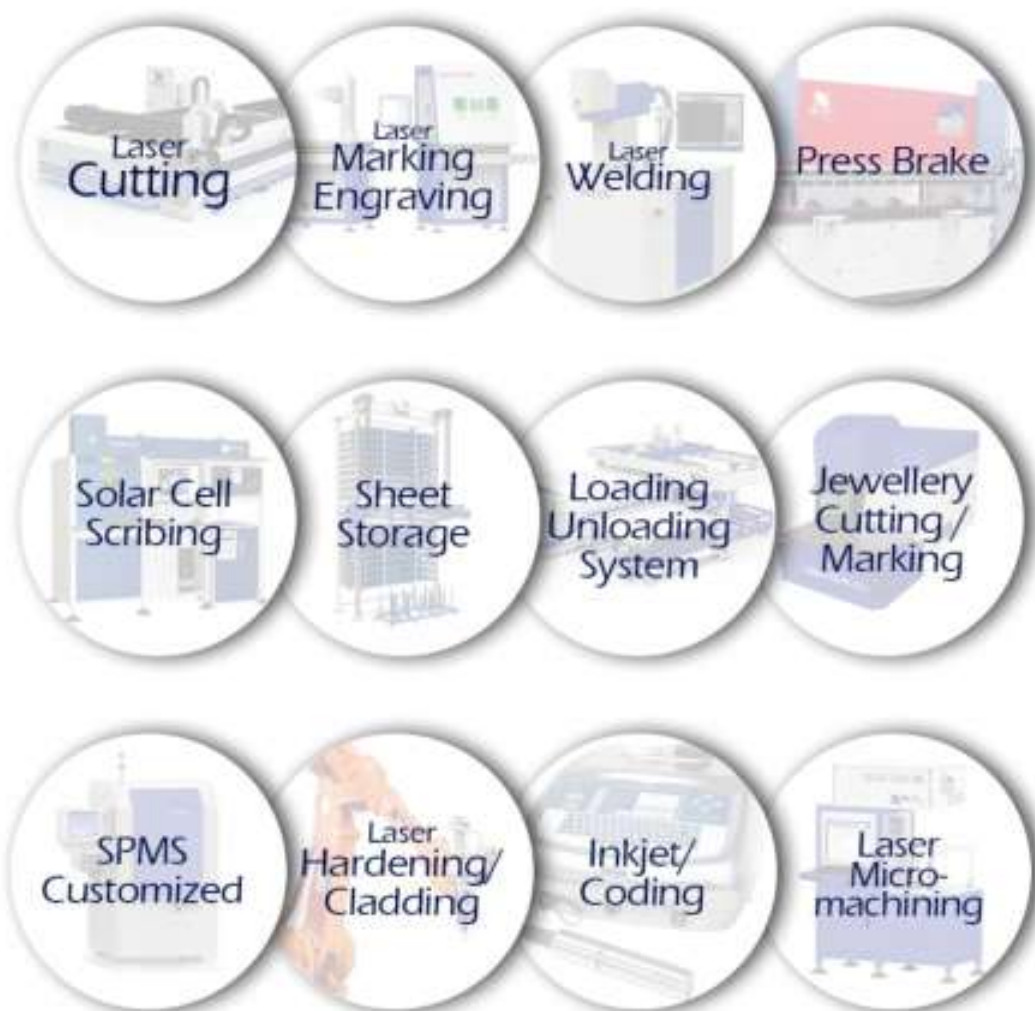 Laser
Cutting
Laser
Marking
Engraving
Laser
Welding
Press Brake
Solar Cell
Scribing
Sheet
Storage
Loading
Unloading
System
Jewellery
Cutting /
Marking
SPMS
Customized
Laser
Hardening/
Cladding
Inkjet/
Coding
Laser
Micro-
machining